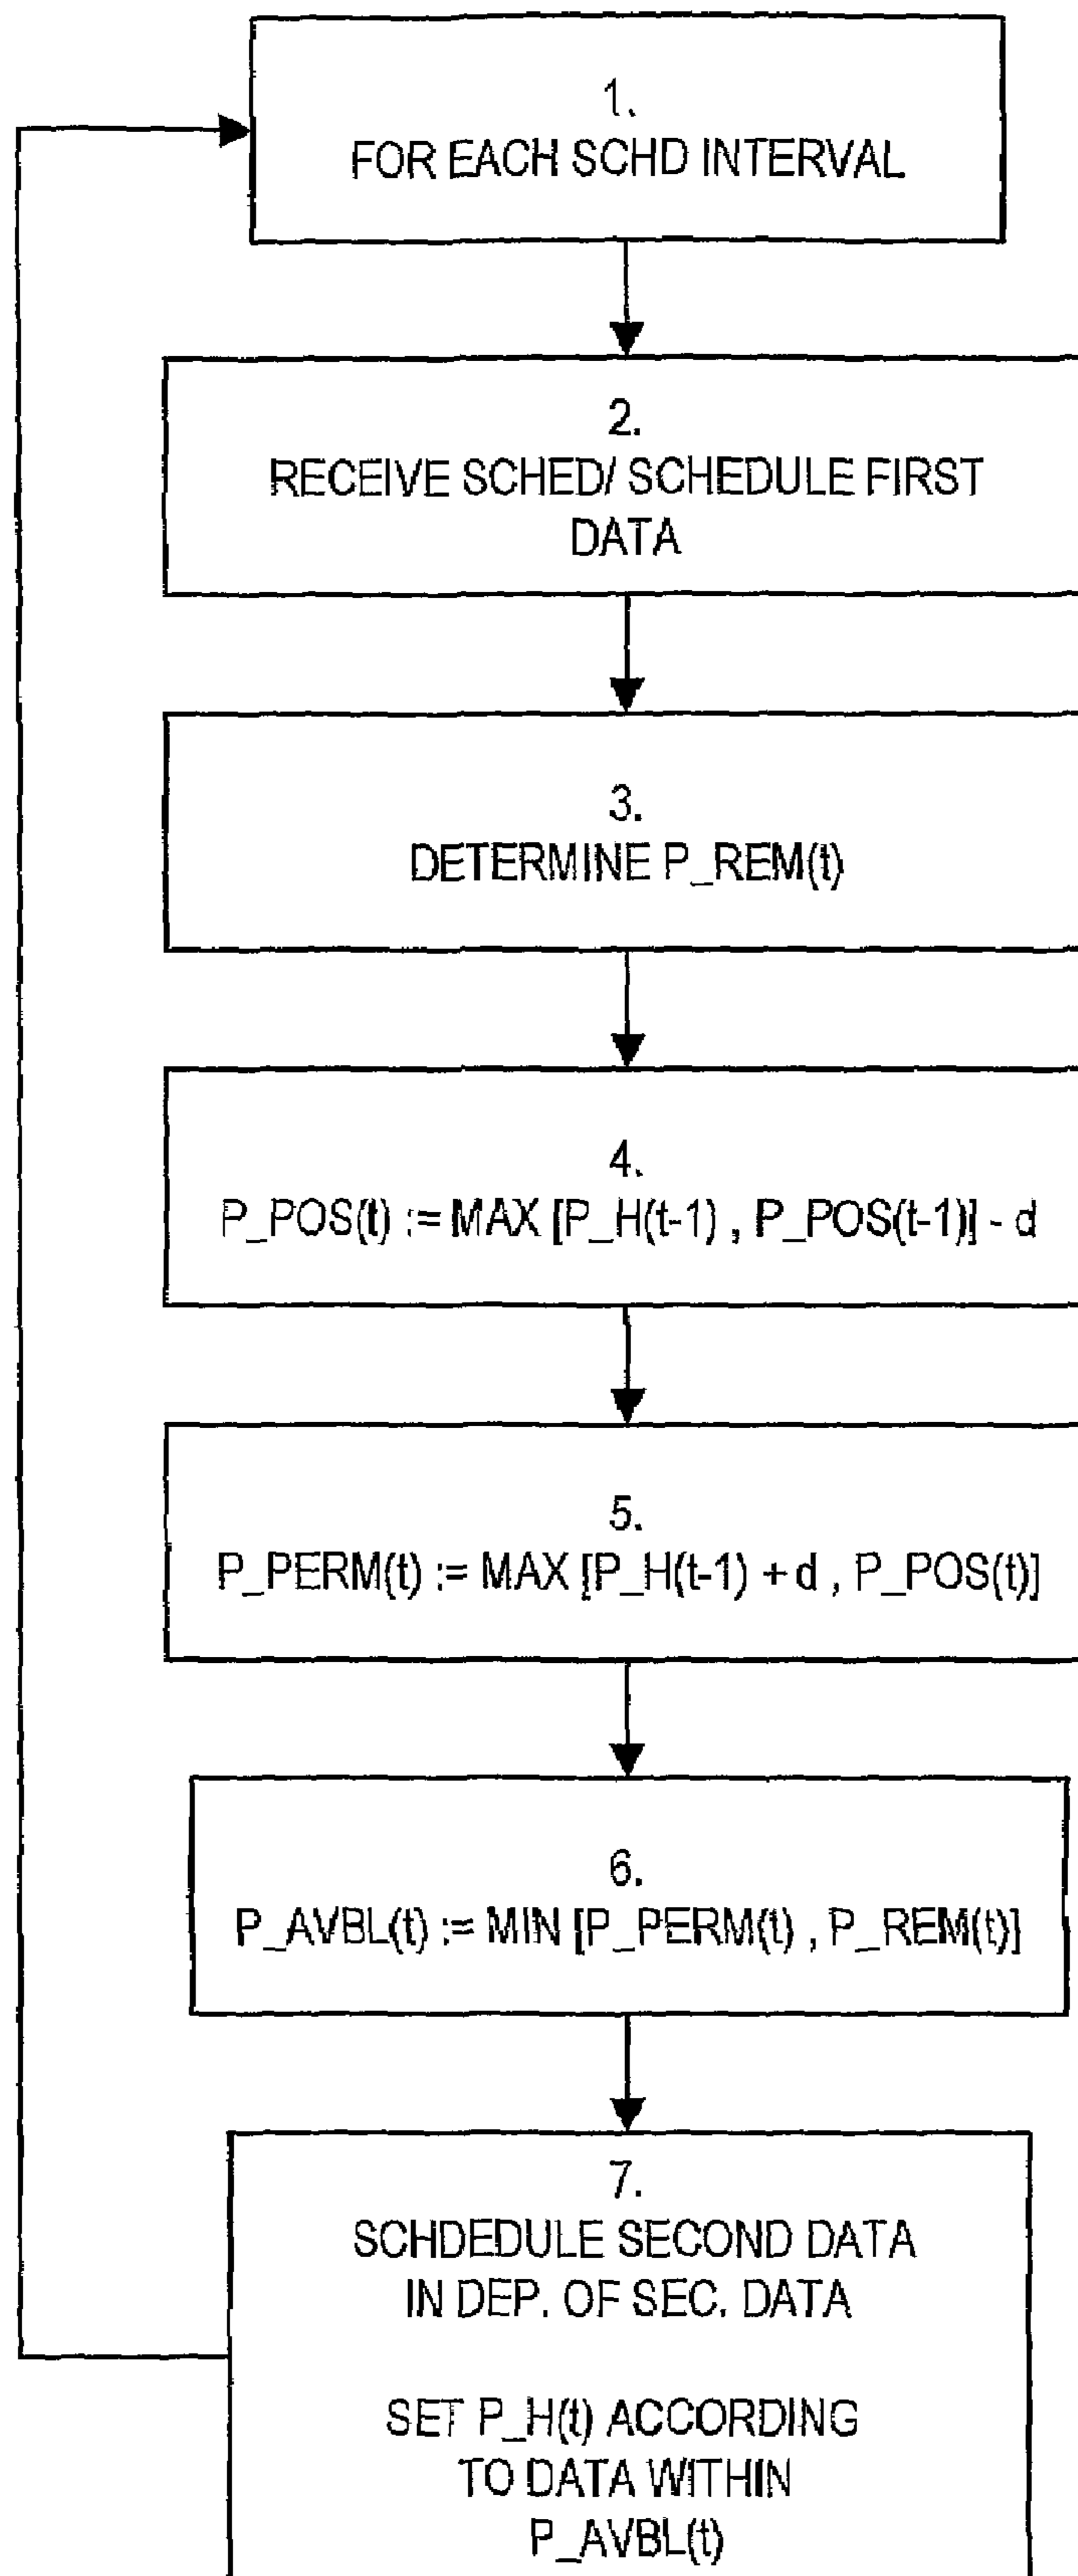 1.
FOR EACH SCHD INTERVAL
2.
RECEIVE SCHED/ SCHEDULE FIRST
DATA
3.
DETERMINE P_REM(t)
4.
P_POS(t) := MAX [P_H(t-1) , P_POS(t-1)] - d
5.
P_PERM(t) := MAX [P_H(t-1) + d , P_POS(t)]
6.
P_AVBL(t) := MIN [P_PERM(t) , P_REM(t)]
7.
SCHDEDULE SECOND DATA
IN DEP. OF SEC. DATA
SET P_H(t) ACCORDING
TO DATA WITHIN
P_AVBL(t)